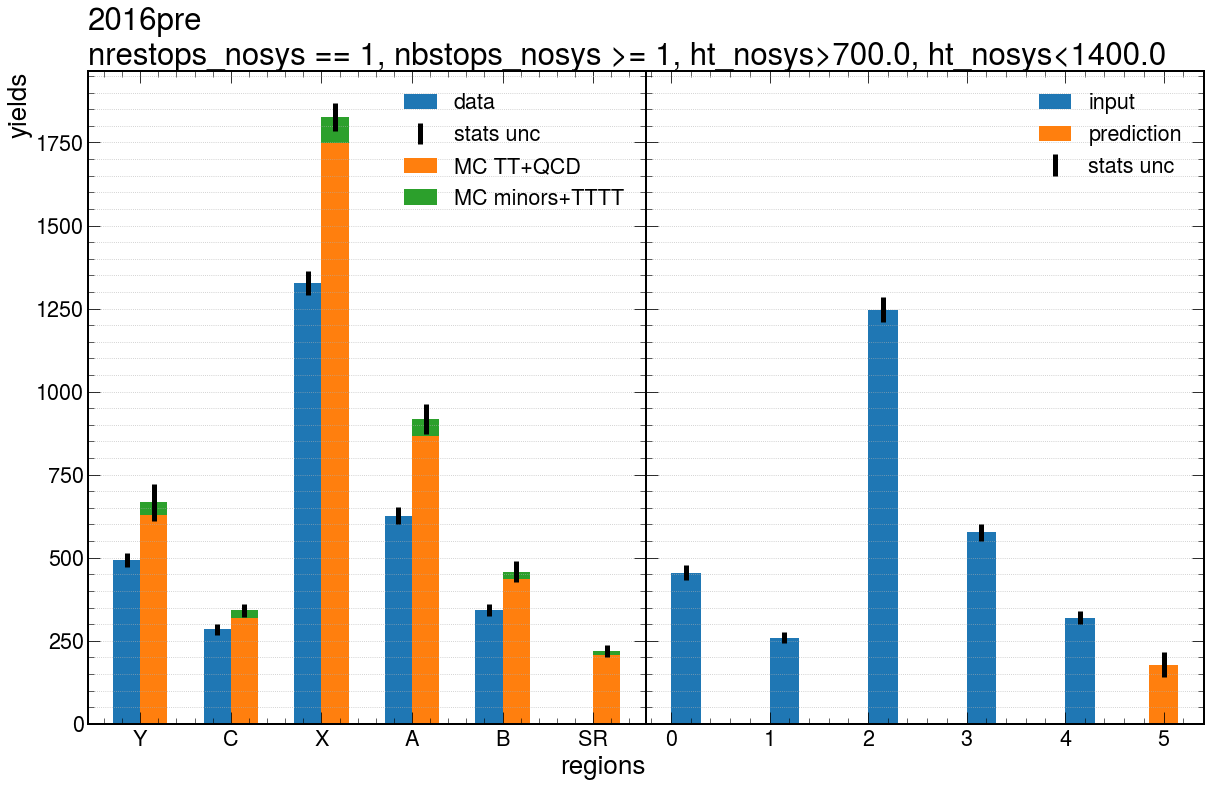 2016pre
nrestops_nosys == 1, nbstops_nosys >= 1, ht_nosys>700.0, ht_nosys<1400.0
yields
1750
1500
1250
1000
750
500
250
0
data
stats unc
MC TT+QCD
MC minors+TTTT
Y C X A B SR
input
prediction
stats unc
0 1 2 3 4 5
regions